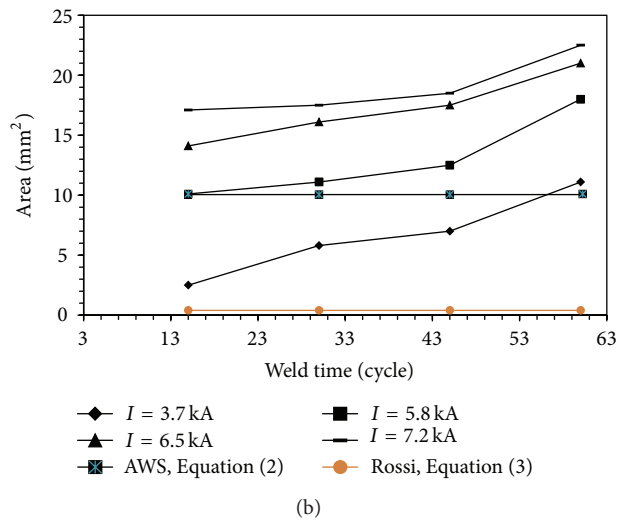 25
20
15
10
5
0
Area (mm²)
3 13 23 33 43 53 63
Weld time (cycle)
I = 3.7 kA I = 5.8 kA
I = 6.5 kA I = 7.2 kA
AWS, Equation (2) Rossi, Equation (3)
(b)